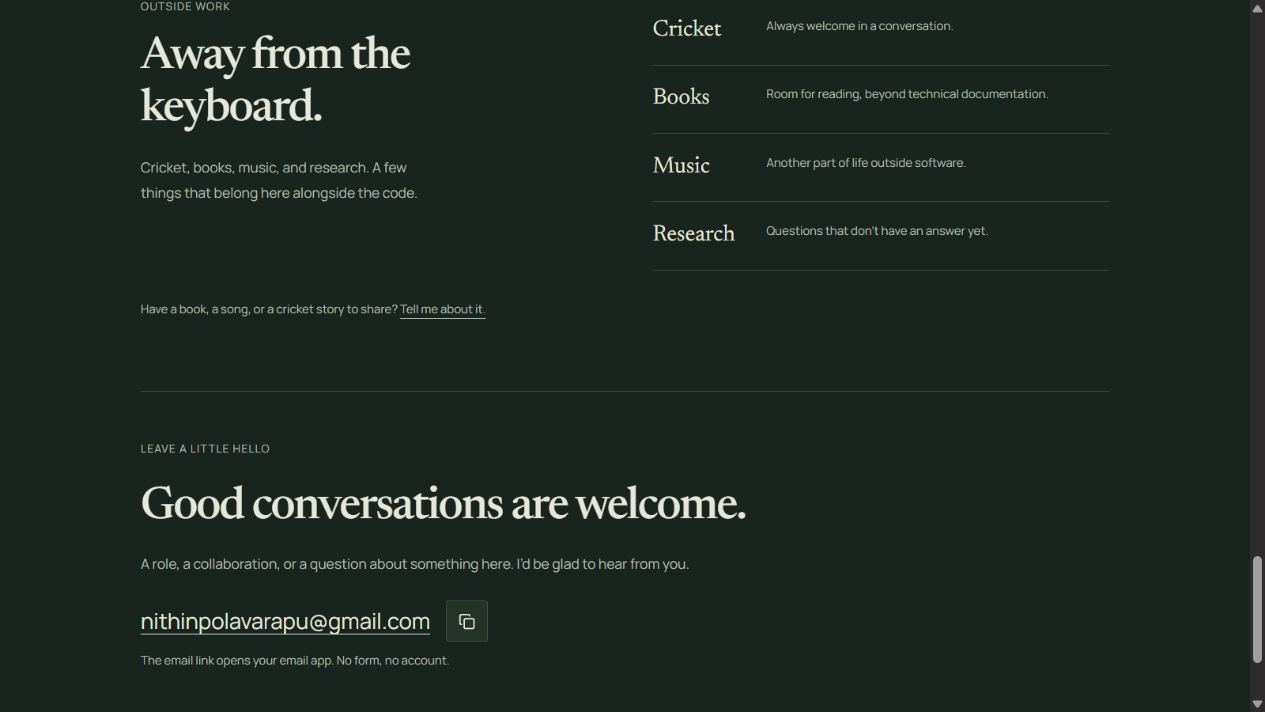 OUTSIDE WORK
Away from the
keyboard.
Cricket, books, music, and research. A few
things that belong here alongside the code.
Cricket
Always welcome in a conversation.
Books
Room for reading, beyond technical documentation.
Music
Another part of life outside software.
Research
Questions that don't have an answer yet.
Have a book, a song, or a cricket story to share? Tell me about it.
LEAVE A LITTLE HELLO
Good conversations are welcome.
A role, a collaboration, or a question about something here. I'd be glad to hear from you.
nithinpolavarapu@gmail.com
The email link opens your email app. No form, no account.